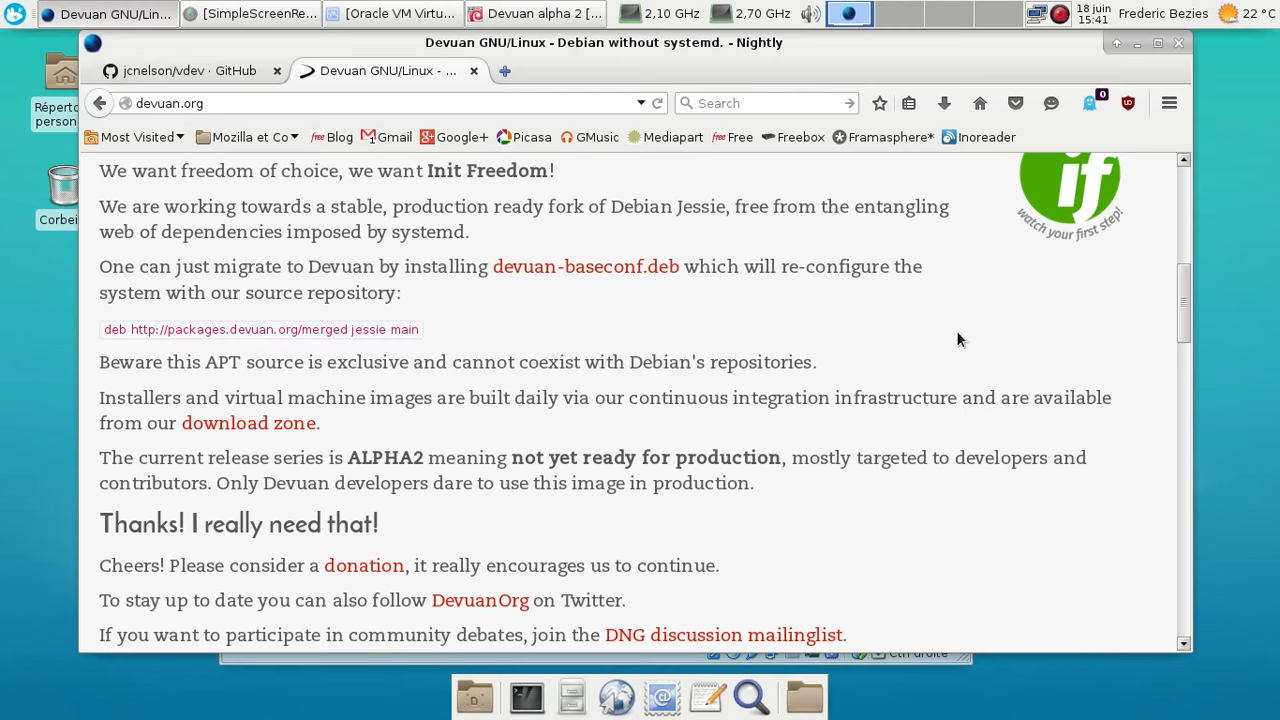 Devuan GNU/Lin...
[SimpleScreenRe...
[Oracle VM Virtu...
Devuan alpha 2 [...
2,10 GHz
2,70 GHz
18 juin
15:41
Frederic Bezies
22 °C
Devuan GNU/Linux - Debian without systemd. - Nightly
jcnelson/vdev · GitHub
Devuan GNU/Linux - ...
devuan.org
Search
0
Most Visited
Mozilla et Co
free Blog
Gmail
Google+
Picasa
GMusic
Mediapart
free Free
Freebox
Framasphere*
Inoreader
Réperto
person
Corbei
We want freedom of choice, we want Init Freedom!
We are working towards a stable, production ready fork of Debian Jessie, free from the entangling
web of dependencies imposed by systemd.
if
watch your first step!
One can just migrate to Devuan by installing devuan-baseconf.deb which will re-configure the
system with our source repository:
deb http://packages.devuan.org/merged jessie main
Beware this APT source is exclusive and cannot coexist with Debian's repositories.
Installers and virtual machine images are built daily via our continuous integration infrastructure and are available
from our download zone.
The current release series is ALPHA2 meaning not yet ready for production, mostly targeted to developers and
contributors. Only Devuan developers dare to use this image in production.
Thanks! I really need that!
Cheers! Please consider a donation, it really encourages us to continue.
To stay up to date you can also follow DevuanOrg on Twitter.
If you want to participate in community debates, join the DNG discussion mailinglist.
Ctrl droite